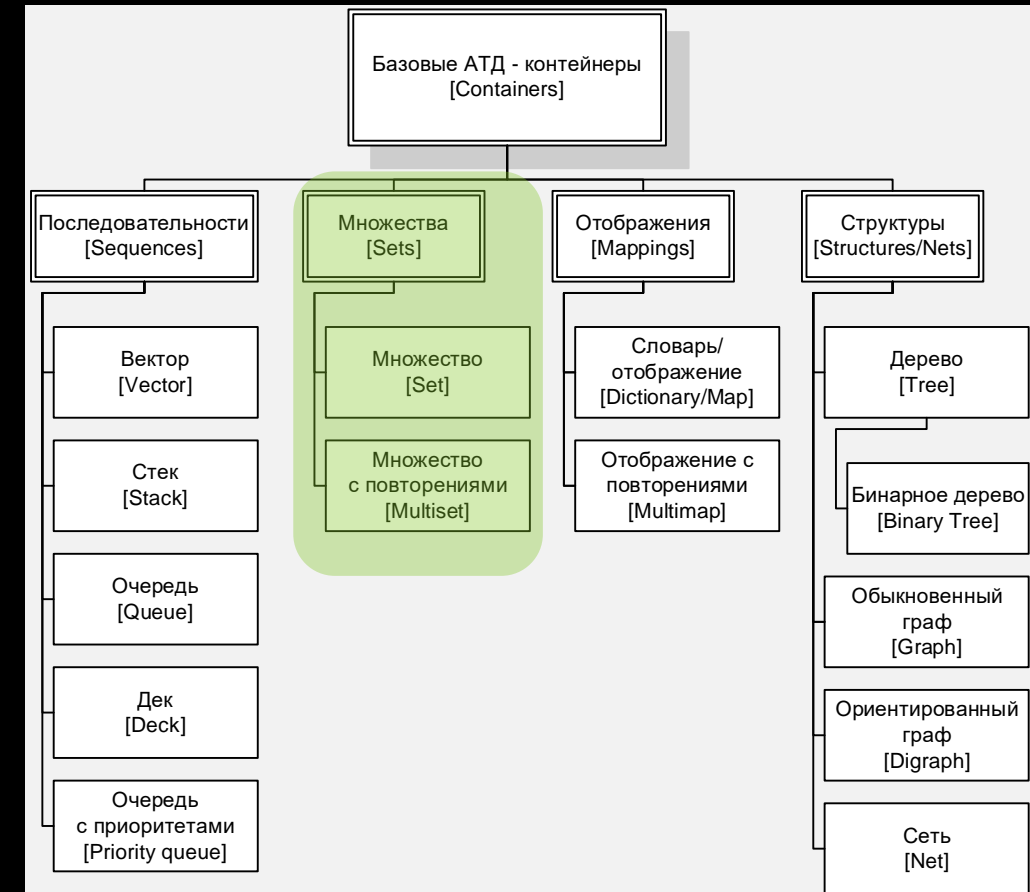 Базовые АТД - контейнеры
[Containers]
Последовательности
[Sequences]
Множества
[Sets]
Отображения
[Mappings]
Структуры
[Structures/Nets]
Вектор
[Vector]
Стек
[Stack]
Очередь
[Queue]
Дек
[Deck]
Очередь
с приоритетами
[Priority queue]
Множество
[Set]
Множество
с повторениями
[Multiset]
Словарь/
отображение
[Dictionary/Map]
Отображение с
повторениями
[Multimap]
Дерево
[Tree]
Бинарное дерево
[Binary Tree]
Обыкновенный
граф
[Graph]
Ориентированный
граф
[Digraph]
Сеть
[Net]